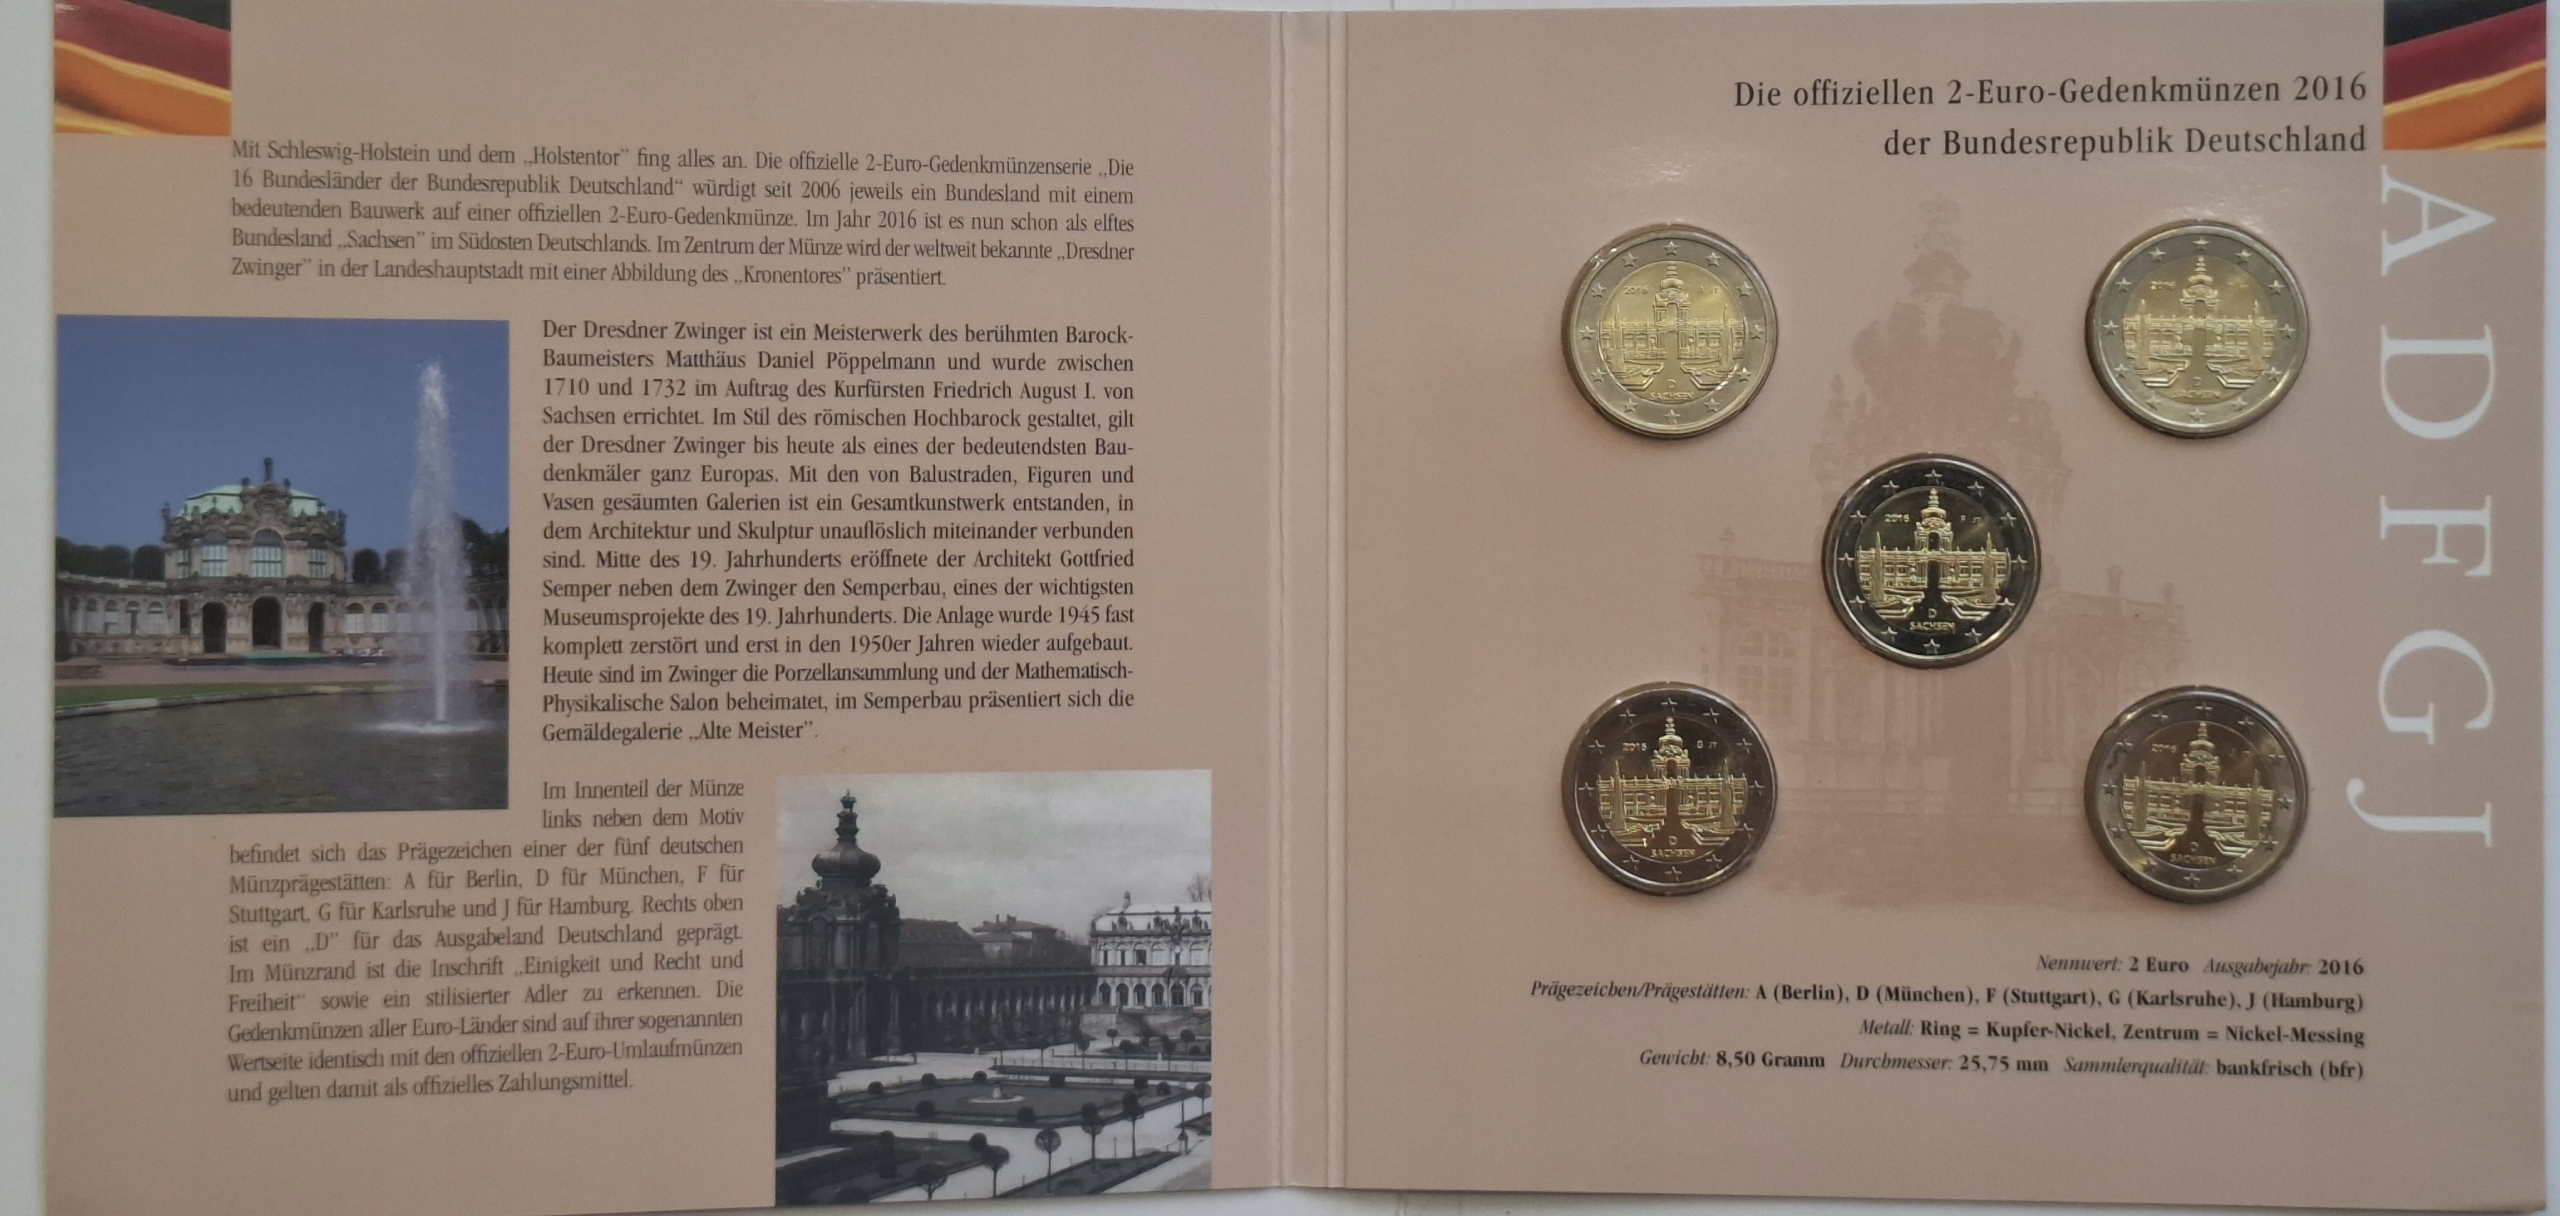 Mit Schleswig-Holstein und dem „Holstentor" fing alles an. Die offizielle 2-Euro-Gedenkmünzenserie „Die
16 Bundesländer der Bundesrepublik Deutschland" würdigt seit 2006 jeweils ein Bundesland mit einem
bedeutenden Bauwerk auf einer offiziellen 2-Euro-Gedenkmünze. Im Jahr 2016 ist es nun schon als elftes
Bundesland „Sachsen" im Südosten Deutschlands. Im Zentrum der Münze wird der weltweit bekannte „Dresdner
Zwinger" in der Landeshauptstadt mit einer Abbildung des „Kronentores" präsentiert.
Der Dresdner Zwinger ist ein Meisterwerk des berühmten Barock-
Baumeisters Matthäus Daniel Pöppelmann und wurde zwischen
1710 und 1732 im Auftrag des Kurfürsten Friedrich August I. von
Sachsen errichtet. Im Stil des römischen Hochbarock gestaltet, gilt
der Dresdner Zwinger bis heute als eines der bedeutendsten Bau-
denkmäler ganz Europas. Mit den von Balustraden, Figuren und
Vasen gesäumten Galerien ist ein Gesamtkunstwerk entstanden, in
dem Architektur und Skulptur unauflöslich miteinander verbunden
sind. Mitte des 19. Jahrhunderts eröffnete der Architekt Gottfried
Semper neben dem Zwinger den Semperbau, eines der wichtigsten
Museumsprojekte des 19. Jahrhunderts. Die Anlage wurde 1945 fast
komplett zerstört und erst in den 1950er Jahren wieder aufgebaut.
Heute sind im Zwinger die Porzellansammlung und der Mathematisch-
Physikalische Salon beheimatet, im Semperbau präsentiert sich die
Gemäldegalerie „Alte Meister".
Im Innenteil der Münze
links neben dem Motiv
befindet sich das Prägezeichen einer der fünf deutschen
Münzprägestätten: A für Berlin, D für München, F für
Stuttgart, G für Karlsruhe und J für Hamburg. Rechts oben
ist ein „D" für das Ausgabeland Deutschland geprägt.
Im Münzrand ist die Inschrift „Einigkeit und Recht und
Freiheit" sowie ein stilisierter Adler zu erkennen. Die
Gedenkmünzen aller Euro-Länder sind auf ihrer sogenannten
Wertseite identisch mit den offiziellen 2-Euro-Umlaufmünzen
und gelten damit als offizielles Zahlungsmittel.
Die offiziellen 2-Euro-Gedenkmünzen 2016
der Bundesrepublik Deutschland
A D F G J
2016 A JT
D
SACHSEN
2016
D
SACHSEN
2016 F JT
D
SACHSEN
2016 G JT
D
SACHSEN
2016 J JT
D
SACHSEN
Nennwert: 2 Euro Ausgabejahr: 2016
Prägezeichen/Prägestätten: A (Berlin), D (München), F (Stuttgart), G (Karlsruhe), J (Hamburg)
Metall: Ring = Kupfer-Nickel, Zentrum = Nickel-Messing
Gewicht: 8,50 Gramm Durchmesser: 25,75 mm Sammlerqualität: bankfrisch (bfr)